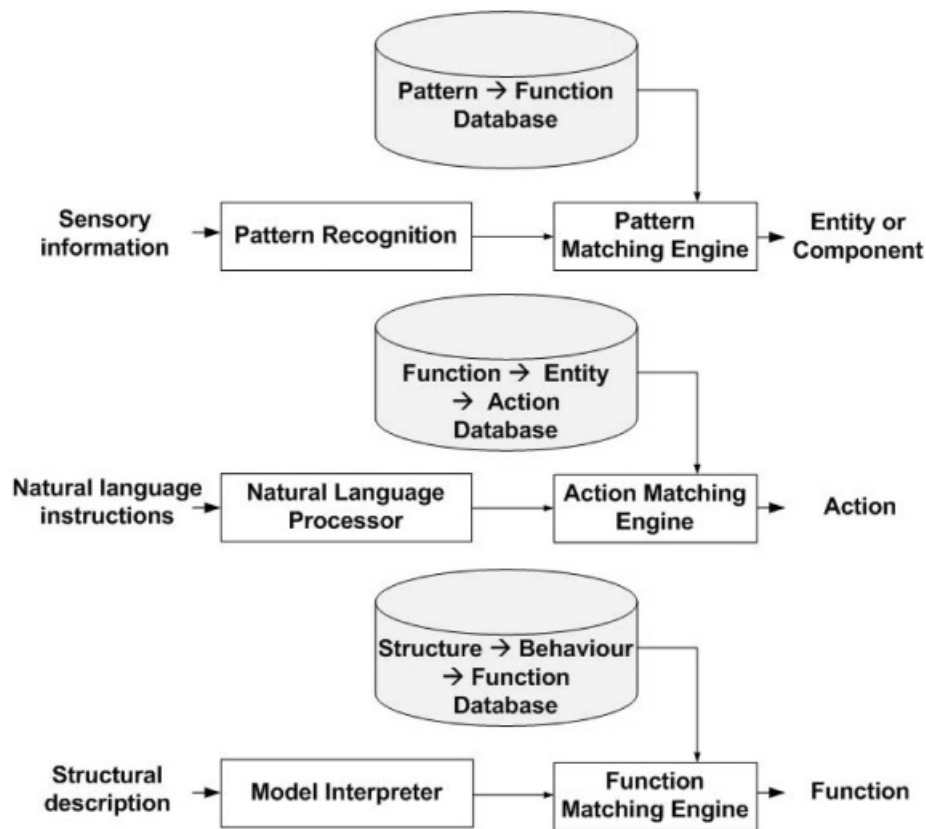 Pattern → Function
Database
Sensory
information
Pattern Recognition
Pattern
Matching Engine
Entity or
Component
Function → Entity
→ Action
Database
Natural language
instructions
Natural Language
Processor
Action Matching
Engine
Action
Structure → Behaviour
→ Function
Database
Structural
description
Model Interpreter
Function
Matching Engine
Function